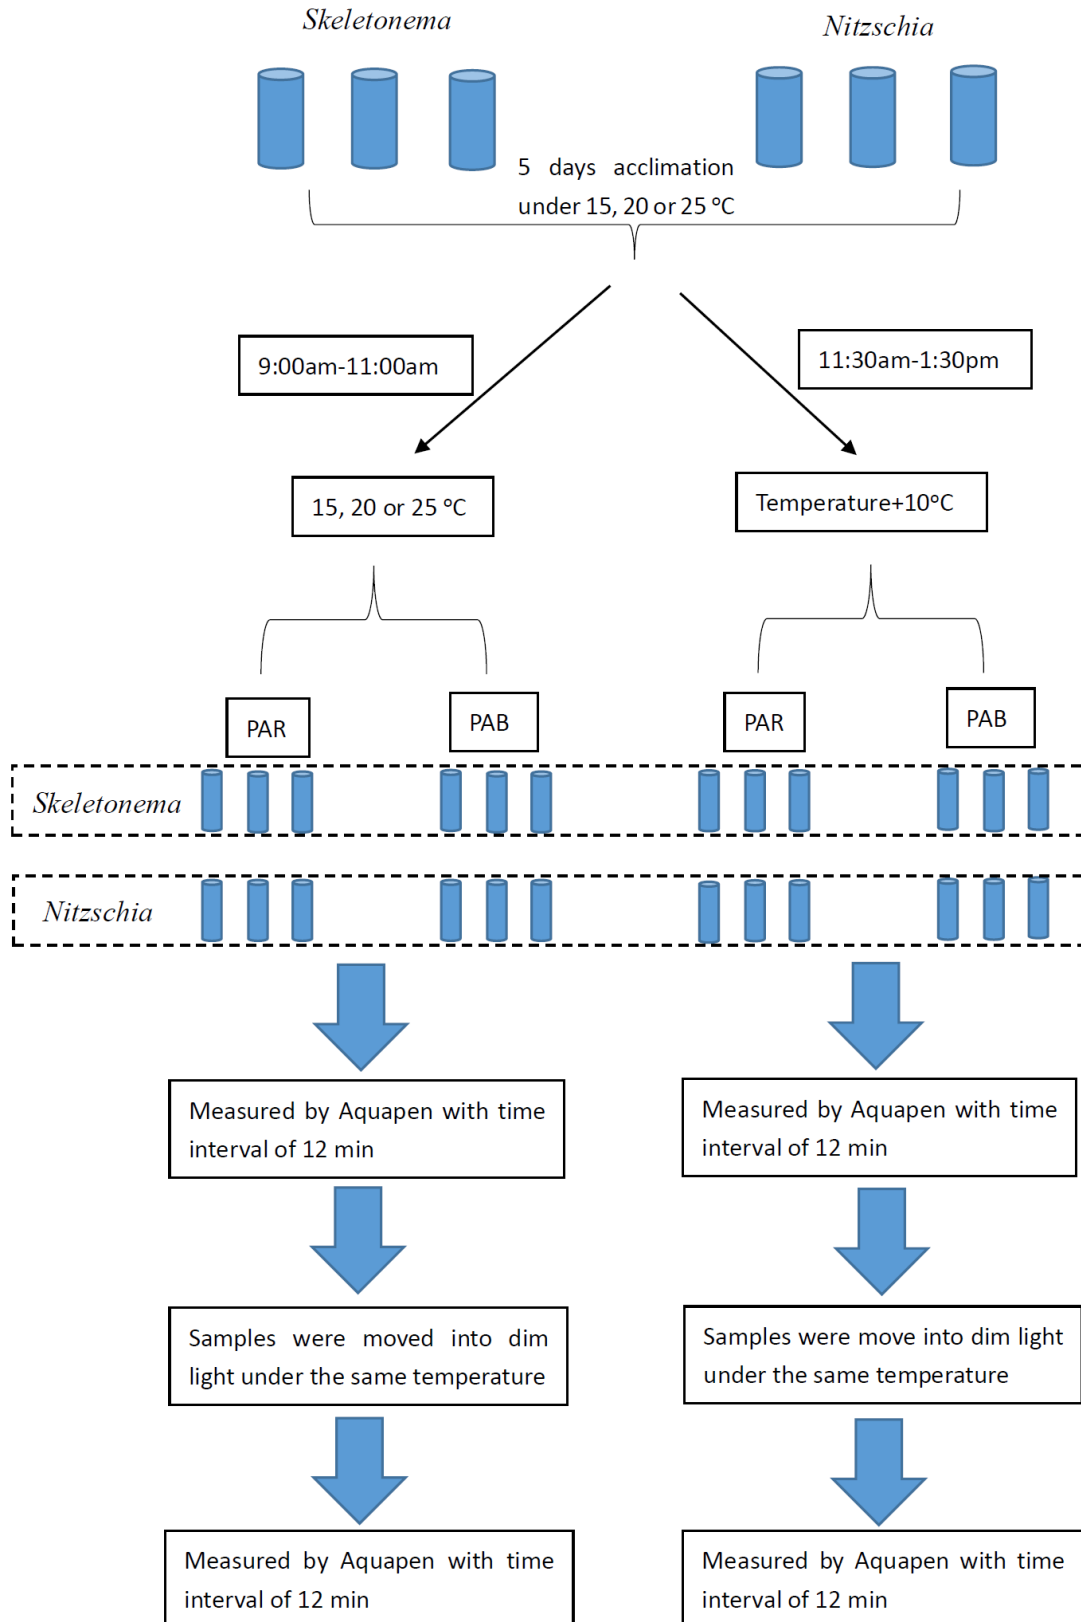 Skeletonema
Nitzschia
5 days acclimation
under 15, 20 or 25 °C
9:00am-11:00am
11:30am-1:30pm
15, 20 or 25 °C
Temperature+10°C
PAR
PAB
PAR
PAB
Skeletonema
Nitzschia
Measured by Aquapen with time
interval of 12 min
Measured by Aquapen with time
interval of 12 min
Samples were moved into dim
light under the same temperature
Samples were move into dim light
under the same temperature
Measured by Aquapen with time
interval of 12 min
Measured by Aquapen with time
interval of 12 min